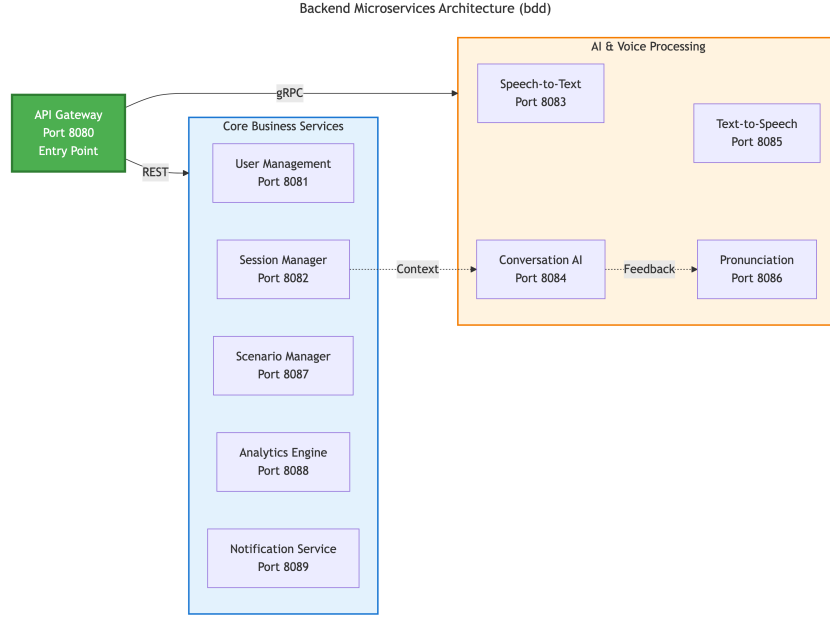 Backend Microservices Architecture (bdd)
AI & Voice Processing
Speech-to-Text
Port 8083
gRPC
API Gateway
Port 8080
Entry Point
Text-to-Speech
Port 8085
Core Business Services
REST
User Management
Port 8081
Session Manager
Port 8082
Context
Conversation AI
Port 8084
Feedback
Pronunciation
Port 8086
Scenario Manager
Port 8087
Analytics Engine
Port 8088
Notification Service
Port 8089